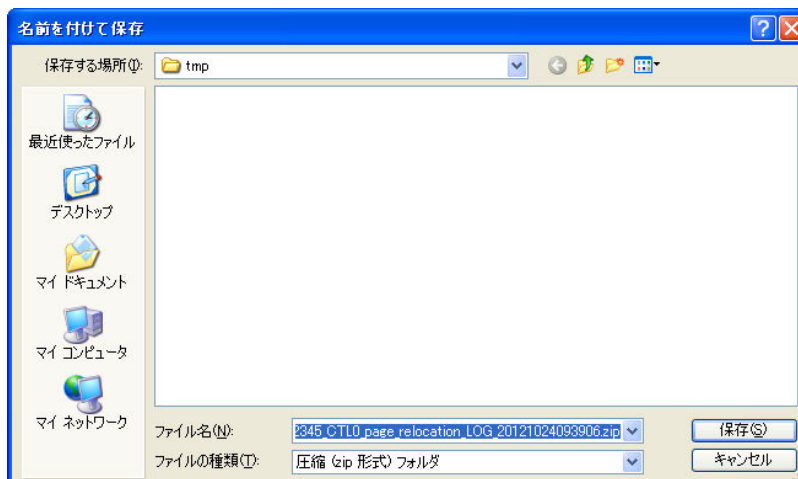 名前を付けて保存
保存する場所(I):
tmp
最近使ったファイル
デスクトップ
マイ ドキュメント
マイ コンピュータ
マイ ネットワーク
ファイル名(N):
2345_CTL0_page_relocation_LOG_20121024093906.zip
保存(S)
ファイルの種類(T):
圧縮 (zip 形式) フォルダ
キャンセル